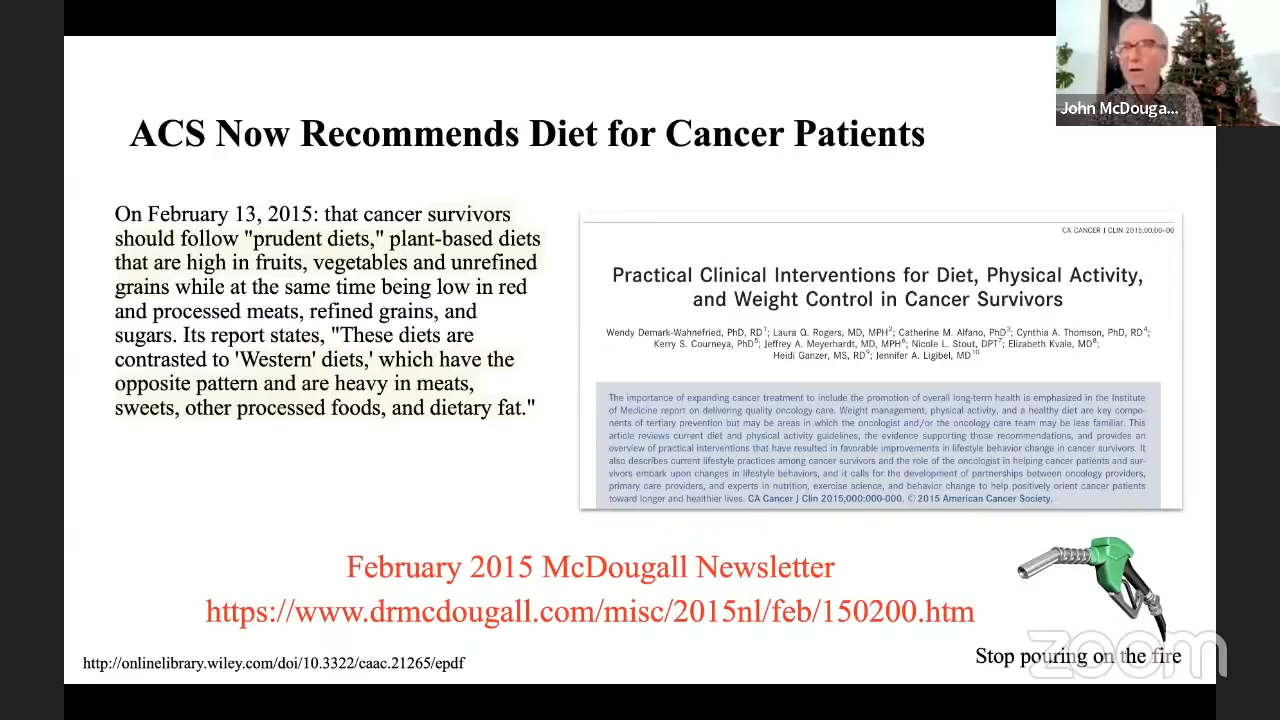 John McDouga...
ACS Now Recommends Diet for Cancer Patients
On February 13, 2015: that cancer survivors
should follow "prudent diets," plant-based diets
that are high in fruits, vegetables and unrefined
grains while at the same time being low in red
and processed meats, refined grains, and
sugars. Its report states, "These diets are
contrasted to 'Western' diets,' which have the
opposite pattern and are heavy in meats,
sweets, other processed foods, and dietary fat."
CA CANCER J CLIN 2015;00:00–00
Practical Clinical Interventions for Diet, Physical Activity,
and Weight Control in Cancer Survivors
Wendy Demark-Wahnefried, PhD, RD1; Laura Q. Rogers, MD, MPH2; Catherine M. Alfano, PhD3; Cynthia A. Thomson, PhD, RD4;
Kerry S. Courneya, PhD5; Jeffrey A. Meyerhardt, MD, MPH6; Nicole L. Stout, DPT7; Elizabeth Kvale, MD8;
Heidi Ganzer, MS, RD9; Jennifer A. Ligibel, MD10
The importance of expanding cancer treatment to include the promotion of overall long-term health is emphasized in the Institute
of Medicine report on delivering quality oncology care. Weight management, physical activity, and a healthy diet are key compo-
nents of tertiary prevention but may be areas in which the oncologist and/or the oncology care team may be less familiar. This
article reviews current diet and physical activity guidelines, the evidence supporting those recommendations, and provides an
overview of practical interventions that have resulted in favorable improvements in lifestyle behavior change in cancer survivors. It
also describes current lifestyle practices among cancer survivors and the role of the oncologist in helping cancer patients and sur-
vivors embark upon changes in lifestyle behaviors, and it calls for the development of partnerships between oncology providers,
primary care providers, and experts in nutrition, exercise science, and behavior change to help positively orient cancer patients
toward longer and healthier lives. CA Cancer J Clin 2015;000:000-000. © 2015 American Cancer Society.
February 2015 McDougall Newsletter
https://www.drmcdougall.com/misc/2015nl/feb/150200.htm
http://onlinelibrary.wiley.com/doi/10.3322/caac.21265/epdf
Stop pouring on the fire
zoom